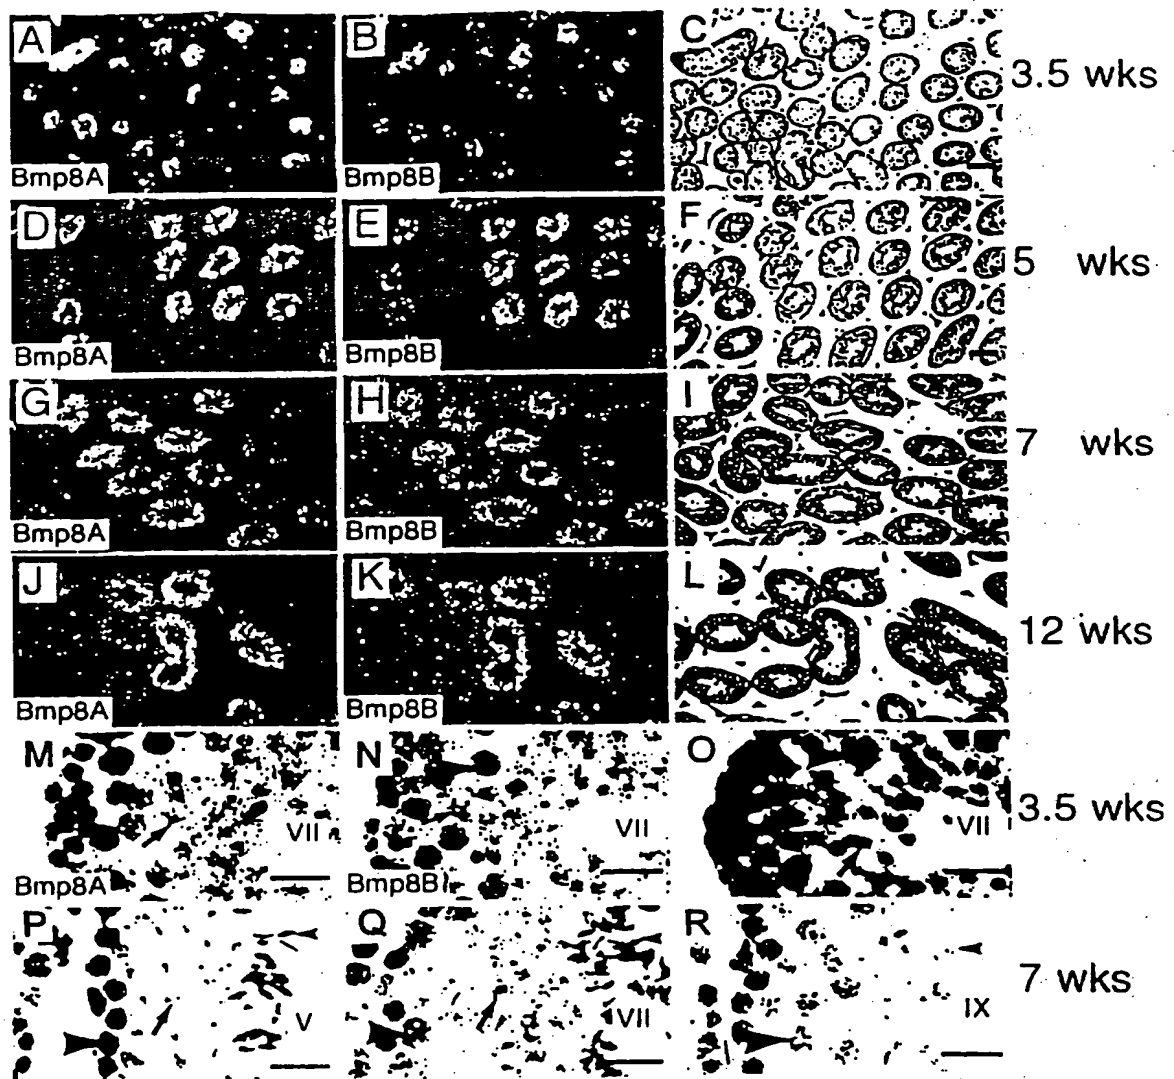 A B C 3.5 wks
Bmp8A Bmp8B
D E F 5 wks
Bmp8A Bmp8B
G H I 7 wks
Bmp8A Bmp8B
J K L 12 wks
Bmp8A Bmp8B
M N O 3.5 wks
VII VII VII
Bmp8A Bmp8B
P Q R 7 wks
V VII IX